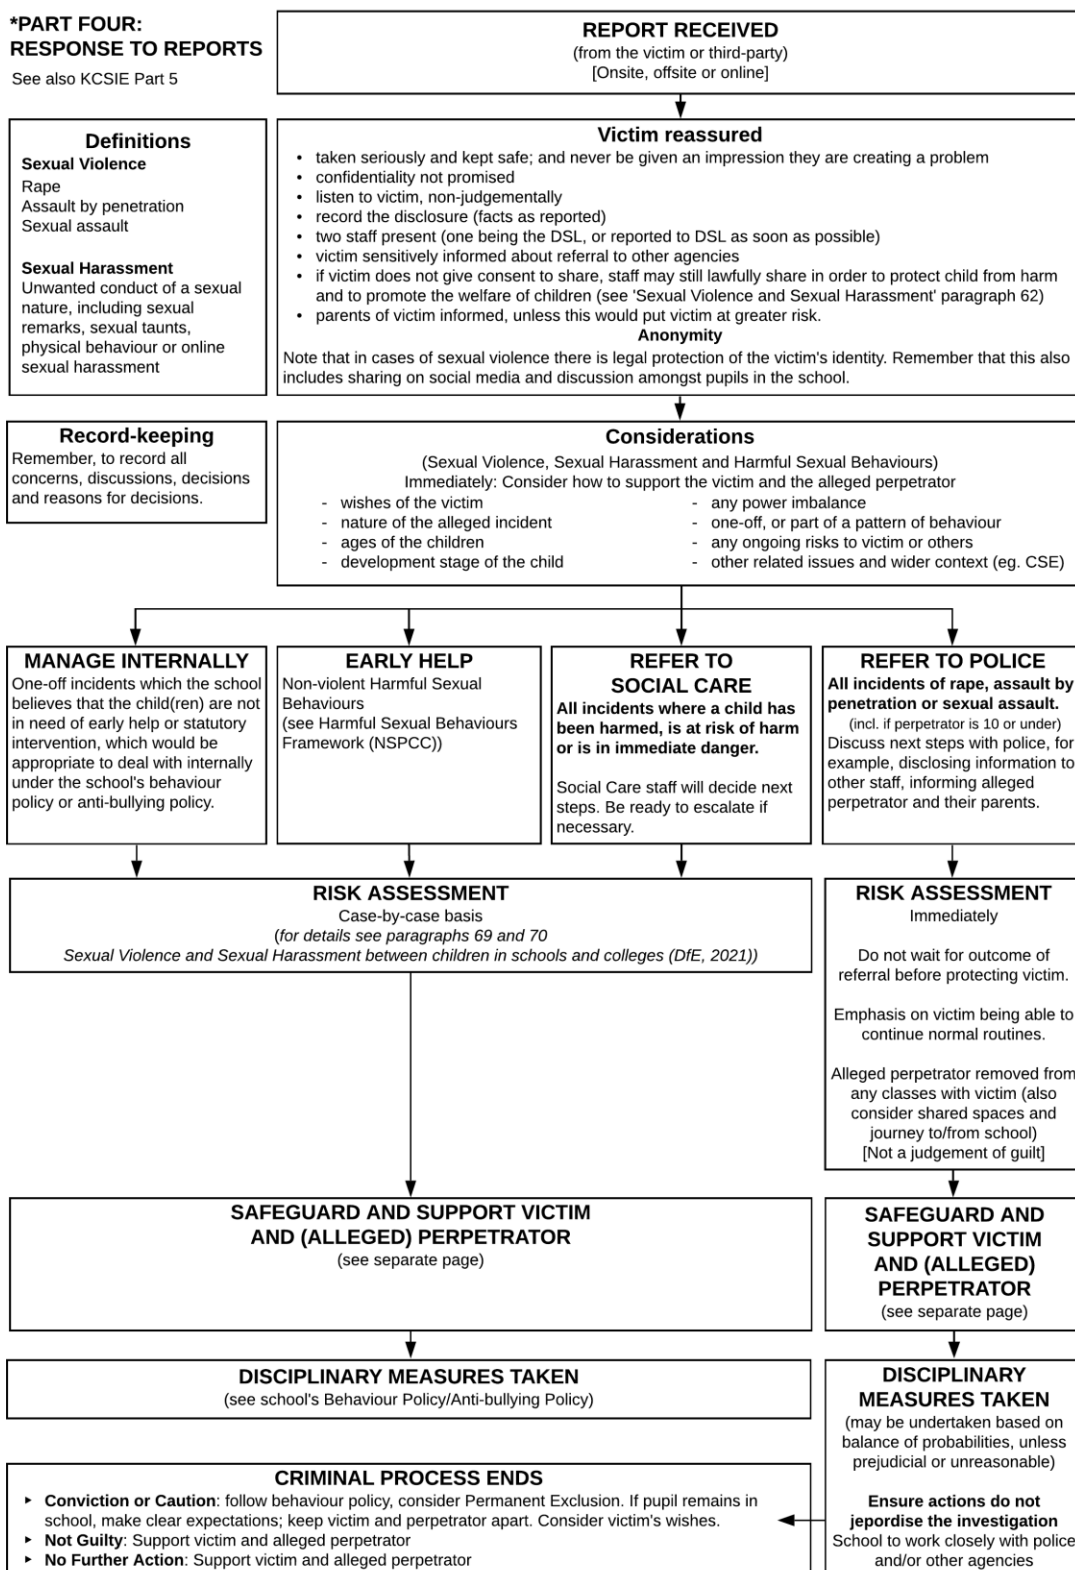 *PART FOUR:
RESPONSE TO REPORTS
See also KCSIE Part 5
REPORT RECEIVED
(from the victim or third-party)
[Onsite, offsite or online]
Definitions
Sexual Violence
Rape
Assault by penetration
Sexual assault
Sexual Harassment
Unwanted conduct of a sexual
nature, including sexual
remarks, sexual taunts,
physical behaviour or online
sexual harassment
Victim reassured
• taken seriously and kept safe; and never be given an impression they are creating a problem
• confidentiality not promised
• listen to victim, non-judgementally
• record the disclosure (facts as reported)
• two staff present (one being the DSL, or reported to DSL as soon as possible)
• victim sensitively informed about referral to other agencies
• if victim does not give consent to share, staff may still lawfully share in order to protect child from harm
and to promote the welfare of children (see 'Sexual Violence and Sexual Harassment' paragraph 62)
• parents of victim informed, unless this would put victim at greater risk.
Anonymity
Note that in cases of sexual violence there is legal protection of the victim's identity. Remember that this also
includes sharing on social media and discussion amongst pupils in the school.
Record-keeping
Remember, to record all
concerns, discussions, decisions
and reasons for decisions.
Considerations
(Sexual Violence, Sexual Harassment and Harmful Sexual Behaviours)
Immediately: Consider how to support the victim and the alleged perpetrator
- wishes of the victim
- nature of the alleged incident
- ages of the children
- development stage of the child
- any power imbalance
- one-off, or part of a pattern of behaviour
- any ongoing risks to victim or others
- other related issues and wider context (eg. CSE)
MANAGE INTERNALLY
One-off incidents which the school
believes that the child(ren) are not
in need of early help or statutory
intervention, which would be
appropriate to deal with internally
under the school's behaviour
policy or anti-bullying policy.
EARLY HELP
Non-violent Harmful Sexual
Behaviours
(see Harmful Sexual Behaviours
Framework (NSPCC))
REFER TO
SOCIAL CARE
All incidents where a child has
been harmed, is at risk of harm
or is in immediate danger.
Social Care staff will decide next
steps. Be ready to escalate if
necessary.
REFER TO POLICE
All incidents of rape, assault by
penetration or sexual assault.
(incl. if perpetrator is 10 or under)
Discuss next steps with police, for
example, disclosing information to
other staff, informing alleged
perpetrator and their parents.
RISK ASSESSMENT
Case-by-case basis
(for details see paragraphs 69 and 70
Sexual Violence and Sexual Harassment between children in schools and colleges (DfE, 2021))
RISK ASSESSMENT
Immediately
Do not wait for outcome of
referral before protecting victim.
Emphasis on victim being able to
continue normal routines.
Alleged perpetrator removed from
any classes with victim (also
consider shared spaces and
journey to/from school)
[Not a judgement of guilt]
SAFEGUARD AND SUPPORT VICTIM
AND (ALLEGED) PERPETRATOR
(see separate page)
SAFEGUARD AND
SUPPORT VICTIM
AND (ALLEGED)
PERPETRATOR
(see separate page)
DISCIPLINARY MEASURES TAKEN
(see school's Behaviour Policy/Anti-bullying Policy)
DISCIPLINARY
MEASURES TAKEN
(may be undertaken based on
balance of probabilities, unless
prejudicial or unreasonable)
Ensure actions do not
jepordise the investigation
School to work closely with police
and/or other agencies
CRIMINAL PROCESS ENDS
▸ Conviction or Caution: follow behaviour policy, consider Permanent Exclusion. If pupil remains in
school, make clear expectations; keep victim and perpetrator apart. Consider victim's wishes.
▸ Not Guilty: Support victim and alleged perpetrator
▸ No Further Action: Support victim and alleged perpetrator